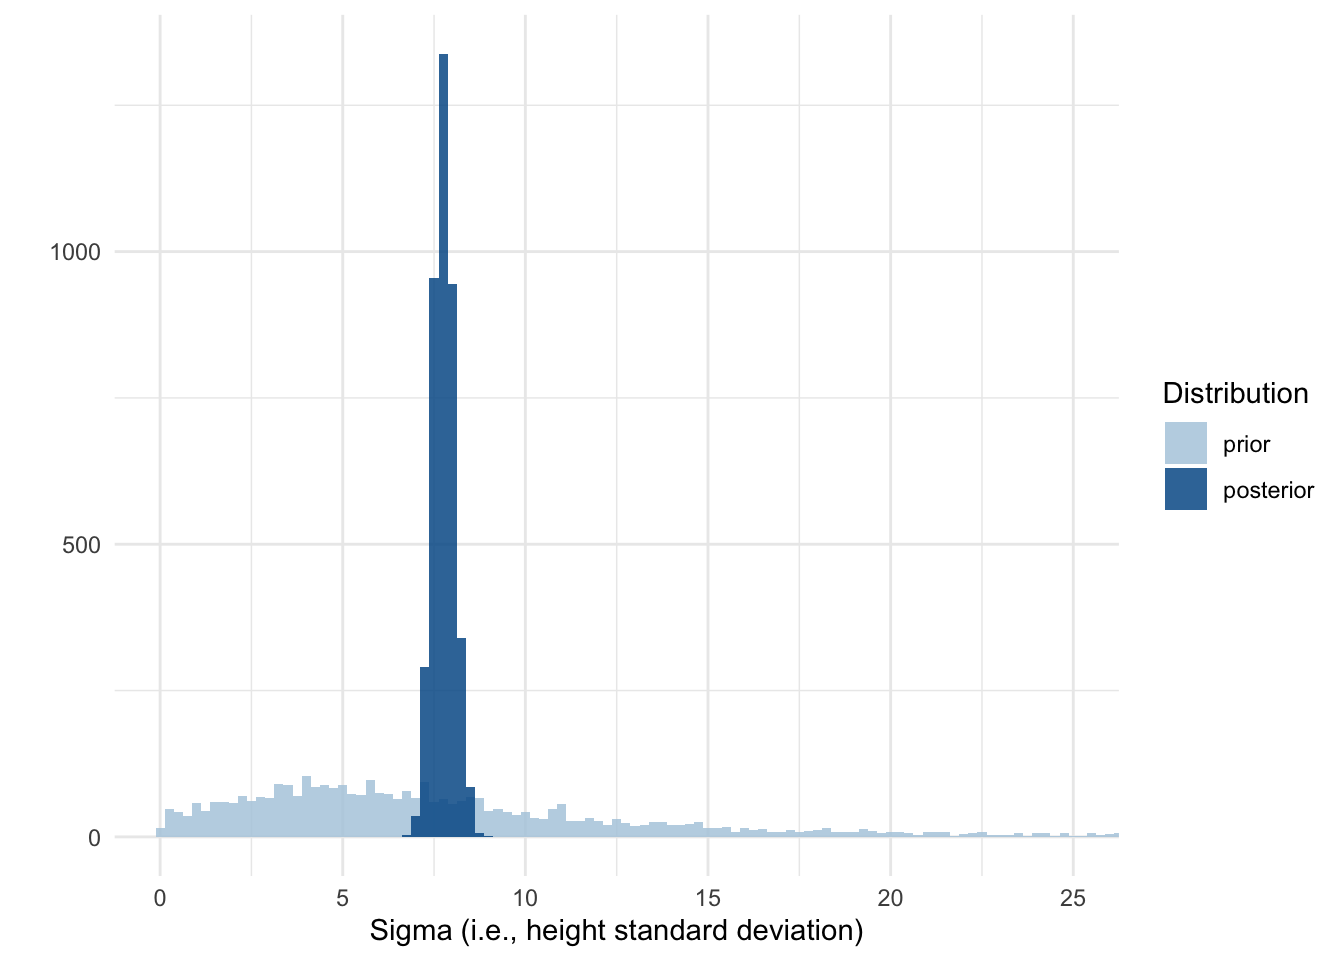 1000
500
0
0 5 10 15 20 25
Sigma (i.e., height standard deviation)
Distribution
prior
posterior